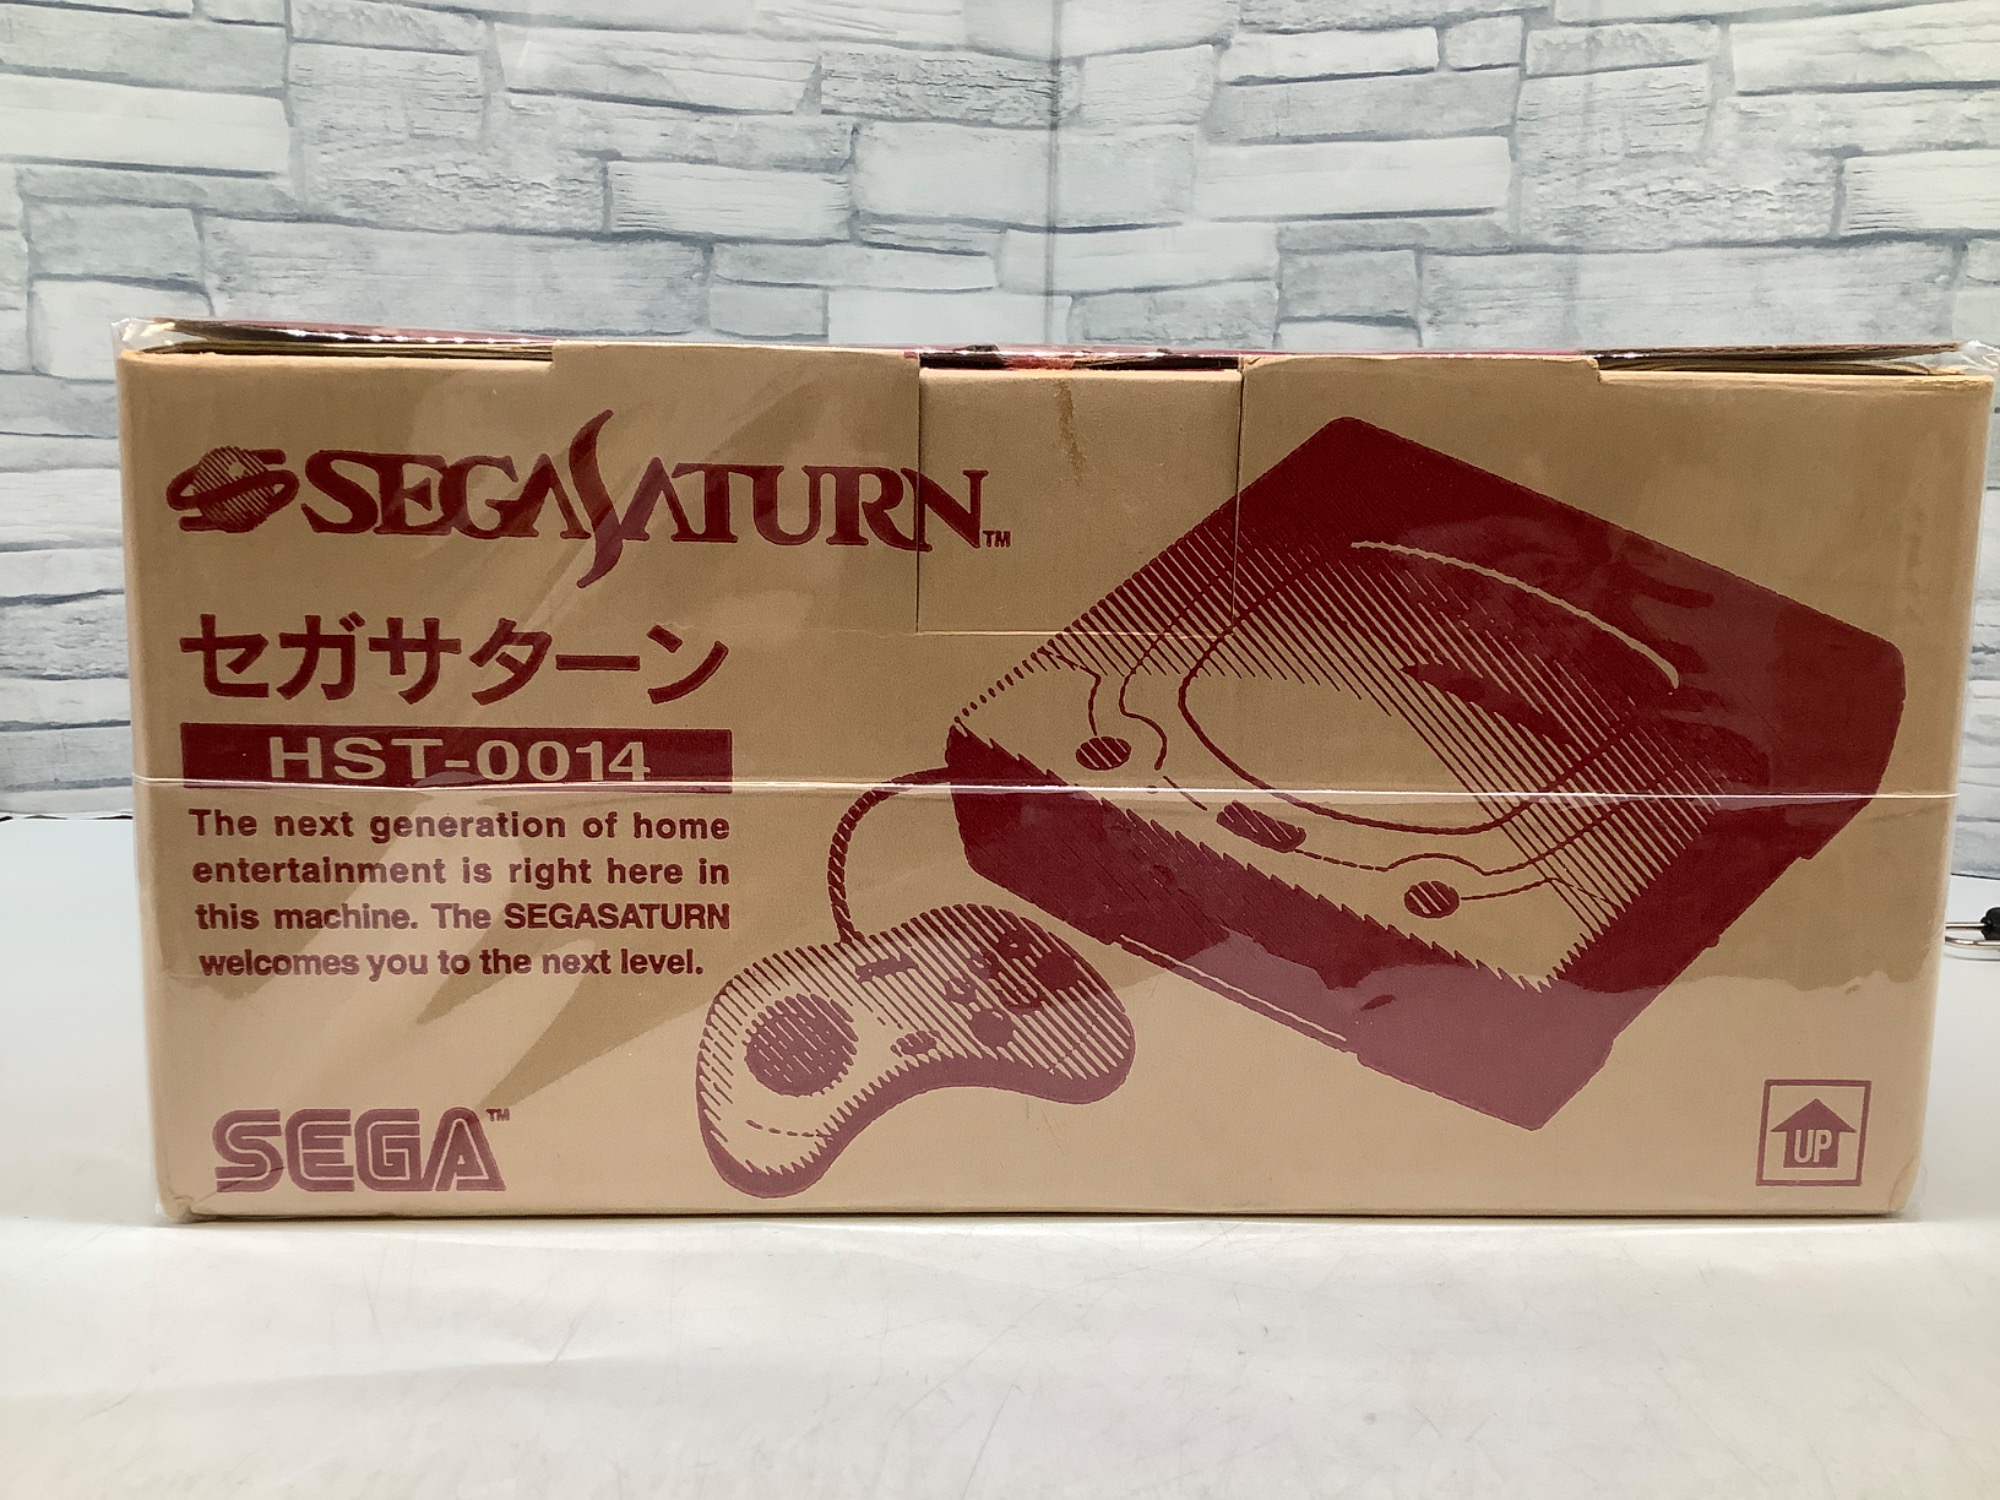 SEGASATURN™
セガサターン
HST-0014
The next generation of home
entertainment is right here in
this machine. The SEGASATURN
welcomes you to the next level.
SEGA™
UP